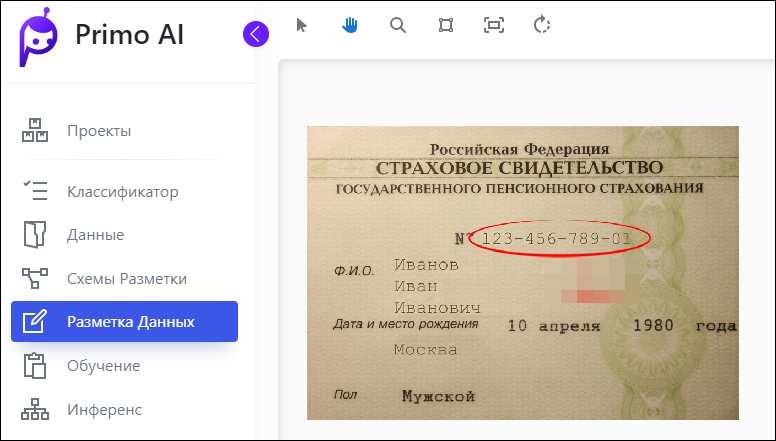 Primo AI
Проекты
Классификатор
Данные
Схемы Разметки
Разметка Данных
Обучение
Инференс
Российская Федерация
СТРАХОВОЕ СВИДЕТЕЛЬСТВО
ГОСУДАРСТВЕННОГО ПЕНСИОННОГО СТРАХОВАНИЯ
№ 123-456-789-01
Ф.И.О. Иванов
Иван
Иванович
Дата и место рождения 10 апреля 1980 года
Москва
Пол Мужской